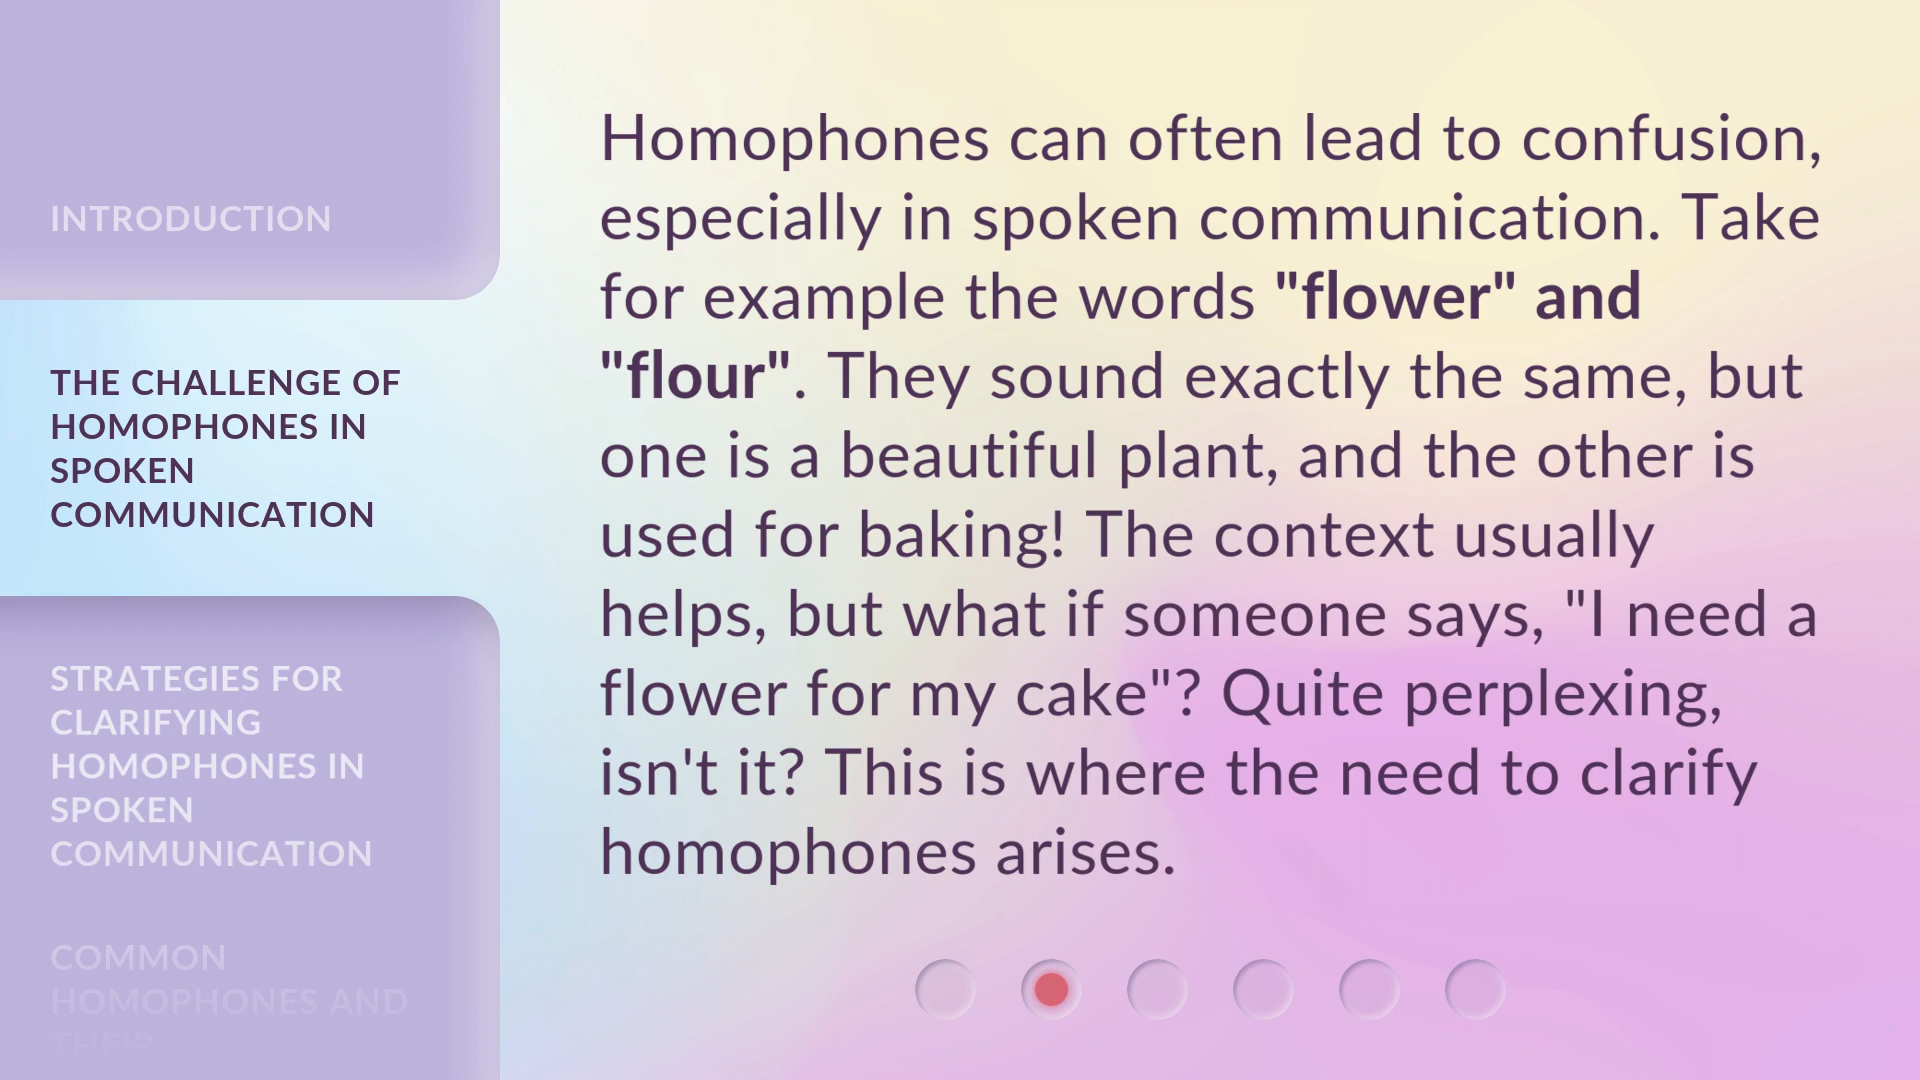 INTRODUCTION
THE CHALLENGE OF
HOMOPHONES IN
SPOKEN
COMMUNICATION
STRATEGIES FOR
CLARIFYING
HOMOPHONES IN
SPOKEN
COMMUNICATION
COMMON
HOMOPHONES AND
THEIR
Homophones can often lead to confusion,
especially in spoken communication. Take
for example the words "flower" and
"flour". They sound exactly the same, but
one is a beautiful plant, and the other is
used for baking! The context usually
helps, but what if someone says, "I need a
flower for my cake"? Quite perplexing,
isn't it? This is where the need to clarify
homophones arises.